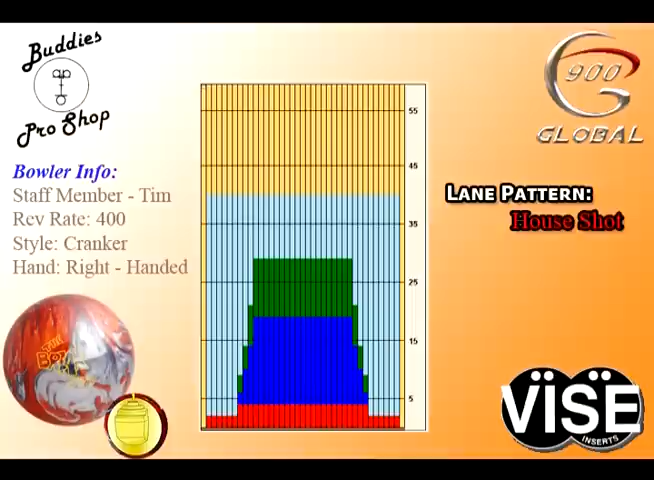 Buddies
Pro Shop
Bowler Info:
Staff Member - Tim
Rev Rate: 400
Style: Cranker
Hand: Right - Handed
55
45
35
25
15
5
900
GLOBAL
LANE PATTERN:
House Shot
VISE
INSERTS